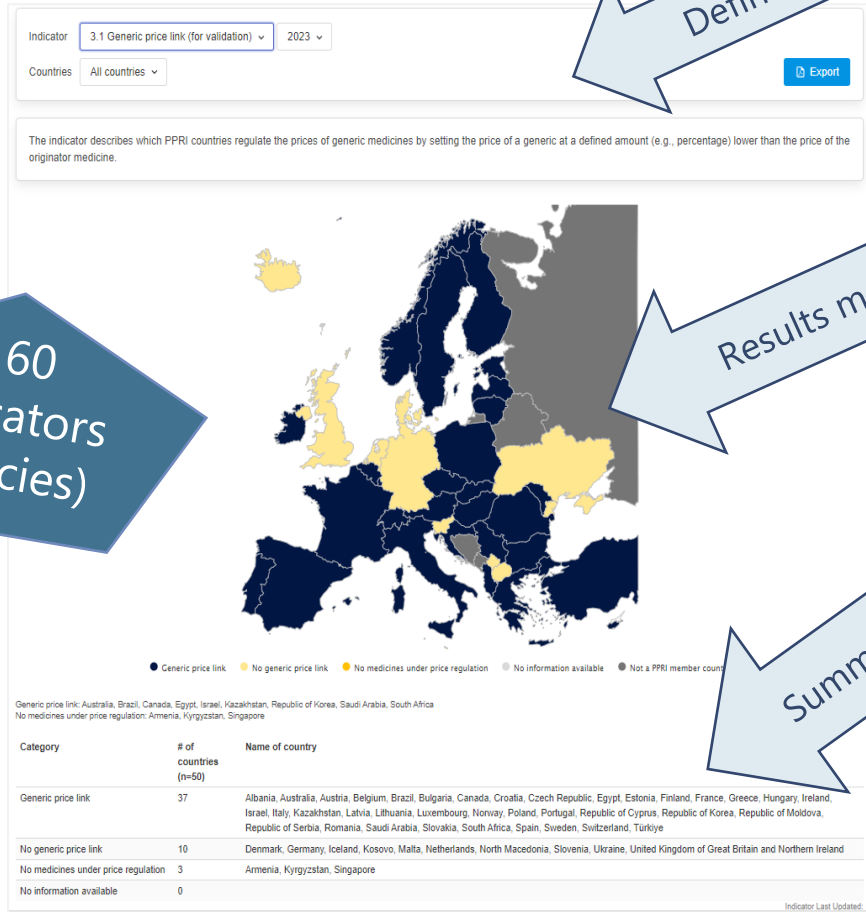 Indicator 3.1 Generic price link (for validation) 2023
Countries All countries Export
The indicator describes which PPRI countries regulate the prices of generic medicines by setting the price of a generic at a defined amount (e.g., percentage) lower than the price of the
originator medicine.
60
Results
Generic price link No generic price link No medicines under price regulation No information available Not a PPRI member
Generic price link: Australia, Brazil, Canada, Egypt, Israel, Kazakhstan, Republic of Korea, Saudi Arabia, South Africa
No medicines under price regulation: Armenia, Kyrgyzstan, Singapore
Category # of countries (n=50) Name of country
Generic price link 37 Albania, Australia, Austria, Belgium, Brazil, Bulgaria, Canada, Croatia, Czech Republic, Egypt, Estonia, Finland, France, Greece, Hungary, Ireland,
Israel, Italy, Kazakhstan, Latvia, Lithuania, Luxembourg, Norway, Poland, Portugal, Republic of Cyprus, Republic of Korea, Republic of Moldova,
Republic of Serbia, Romania, Saudi Arabia, Slovakia, South Africa, Spain, Sweden, Switzerland, Türkiye
No generic price link 10 Denmark, Germany, Iceland, Kosovo, Malta, Netherlands, North Macedonia, Slovenia, Ukraine, United Kingdom of Great Britain and Northern Ireland
No medicines under price regulation 3 Armenia, Kyrgyzstan, Singapore
No information available 0
Indicator Last Updated: